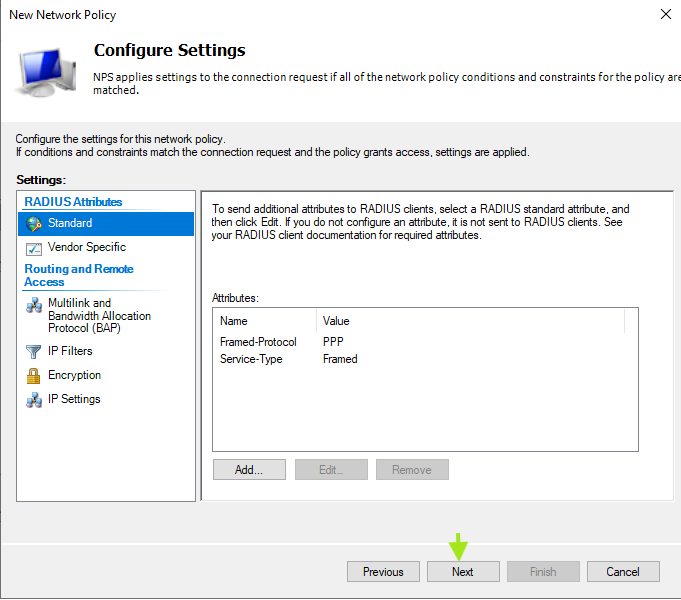 New Network Policy
Configure Settings
NPS applies settings to the connection request if all of the network policy conditions and constraints for the policy are
matched.
Configure the settings for this network policy.
If conditions and constraints match the connection request and the policy grants access, settings are applied.
Settings:
RADIUS Attributes
Standard
Vendor Specific
Routing and Remote
Access
Multilink and
Bandwidth Allocation
Protocol (BAP)
IP Filters
Encryption
IP Settings
To send additional attributes to RADIUS clients, select a RADIUS standard attribute, and
then click Edit. If you do not configure an attribute, it is not sent to RADIUS clients. See
your RADIUS client documentation for required attributes.
Attributes:
Name Value
Framed-Protocol PPP
Service-Type Framed
Add... Edit... Remove
Previous Next Finish Cancel